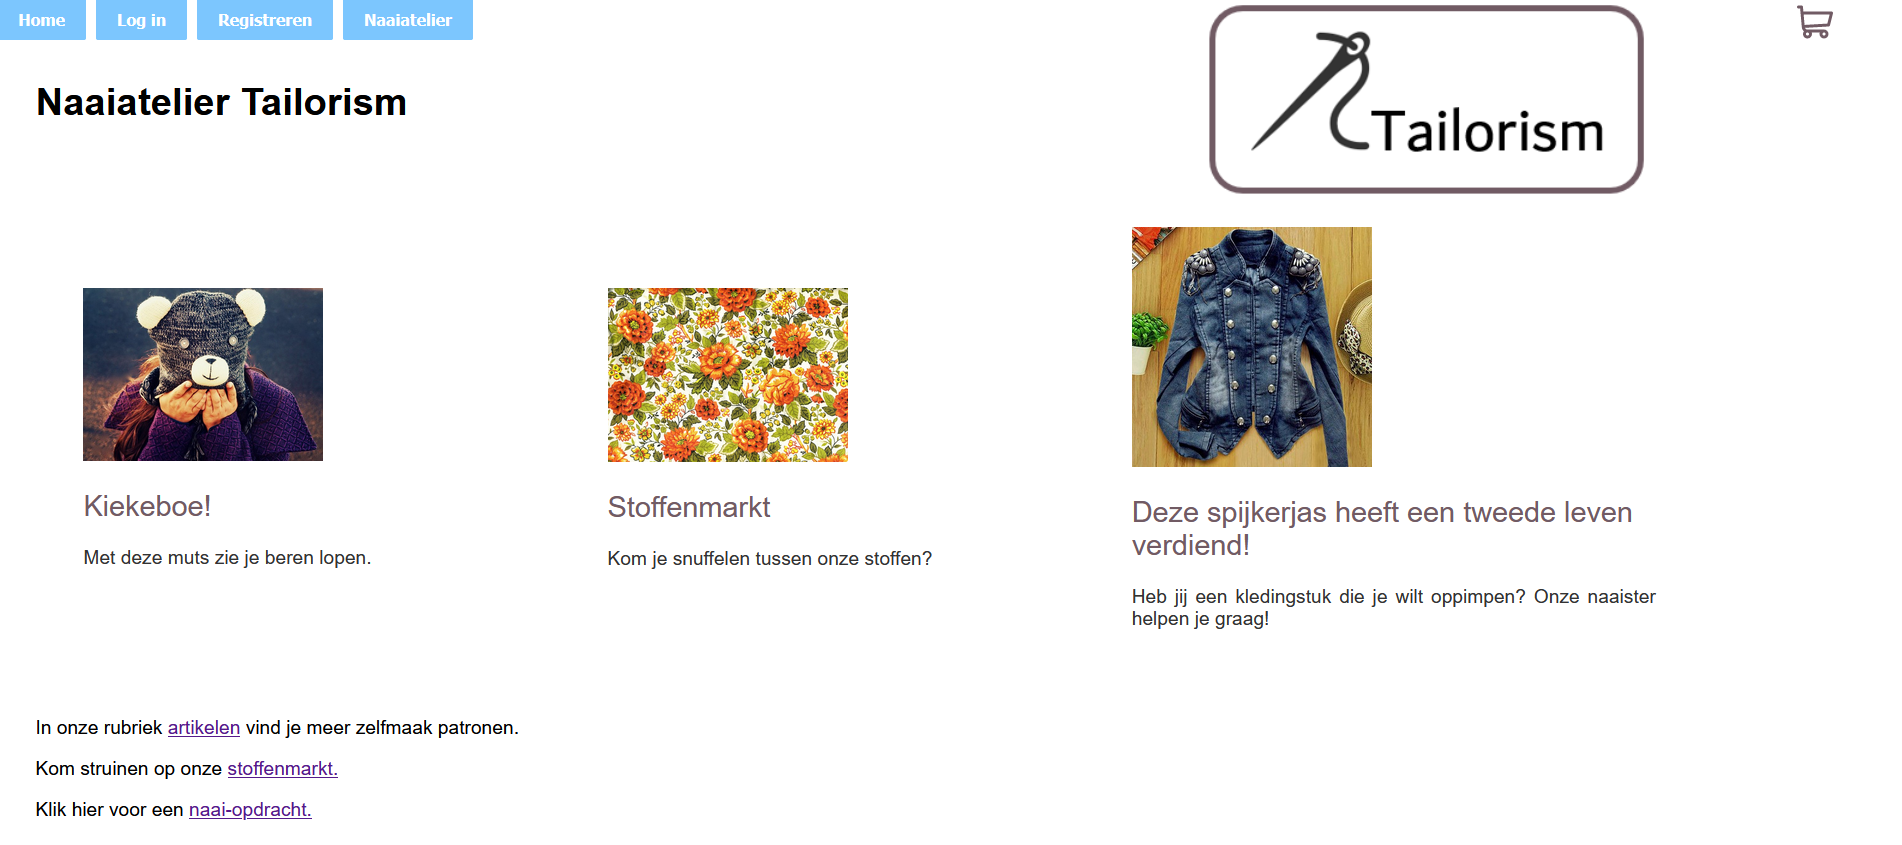 Home
Log in
Registreren
Naaiatelier
Naaiatelier Tailorism
Tailorism
Kiekeboe!
Met deze muts zie je beren lopen.
Stoffenmarkt
Kom je snuffelen tussen onze stoffen?
Deze spijkerjas heeft een tweede leven
verdiend!
Heb jij een kledingstuk die je wilt oppimpen? Onze naaister
helpen je graag!
In onze rubriek artikelen vind je meer zelfmaak patronen.
Kom struinen op onze stoffenmarkt.
Klik hier voor een naai-opdracht.